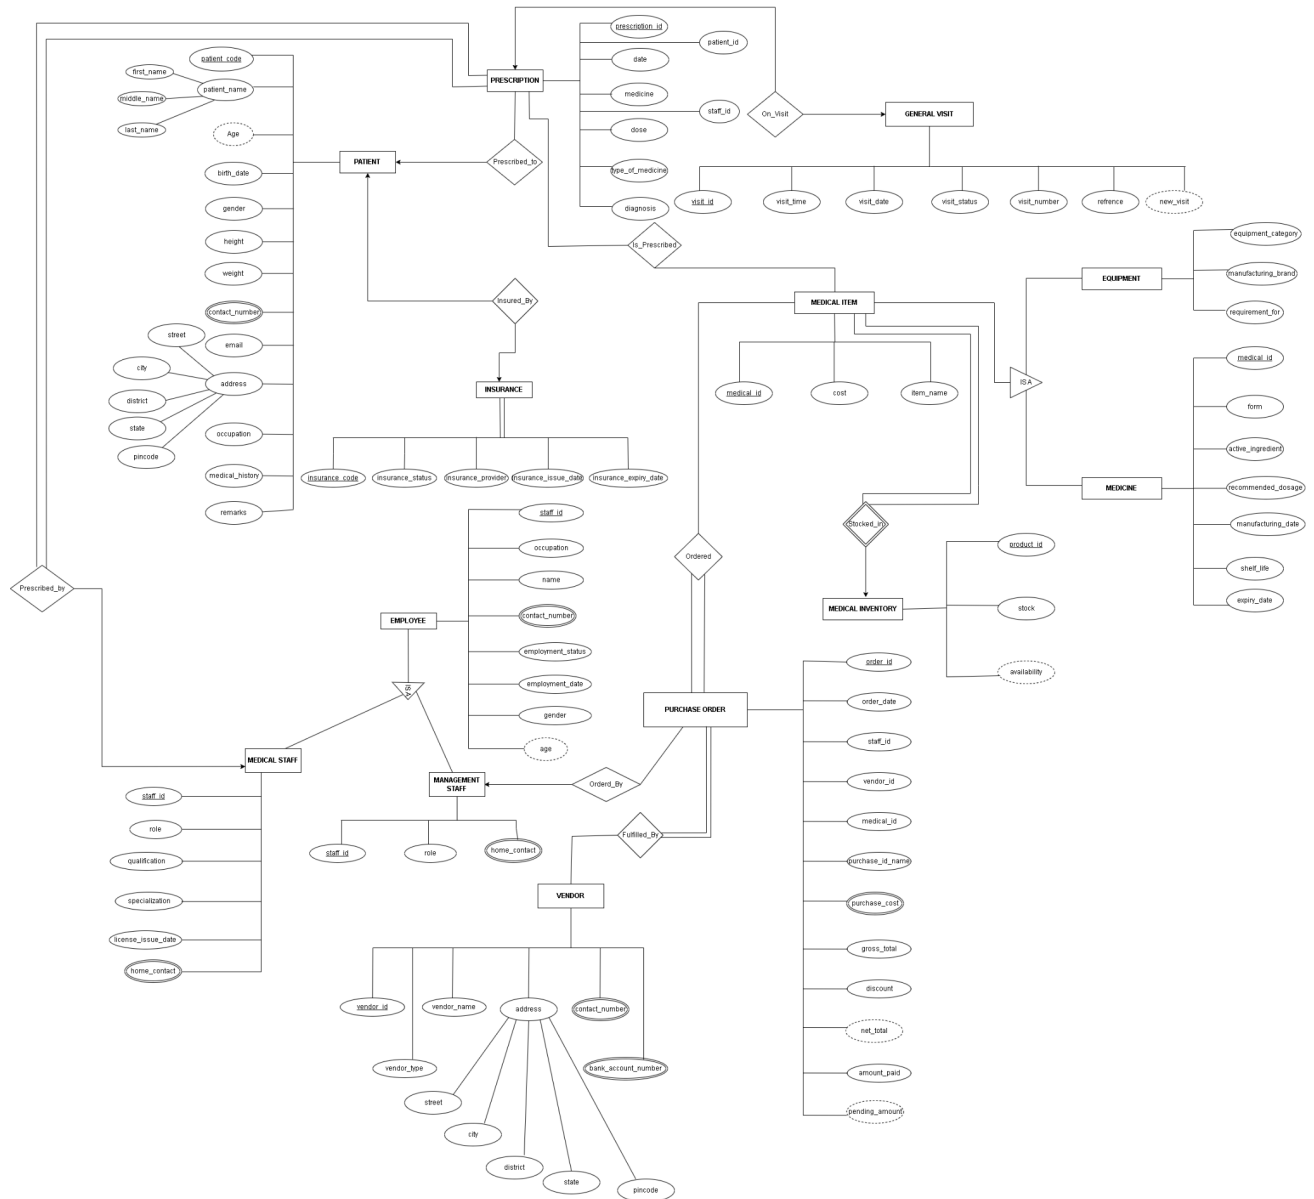 PRESCRIPTION
prescription_id
patient_id
date
medicine
staff_id
dose
type_of_medicine
diagnosis
On_Visit
GENERAL VISIT
visit_id
visit_time
visit_date
visit_status
visit_number
refrence
new_visit
patient_code
first_name
patient_name
middle_name
last_name
Age
PATIENT
birth_date
gender
height
weight
contact_number
email
street
city
address
district
state
pincode
occupation
medical_history
remarks
Prescribed_to
Is_Prescribed
Insured_By
INSURANCE
insurance_code
insurance_status
insurance_provider
insurance_issue_date
insurance_expiry_date
MEDICAL ITEM
medical_id
cost
item_name
ISA
EQUIPMENT
equipment_category
manufacturing_brand
requirement_for
MEDICINE
medical_id
form
active_ingredient
recommended_dosage
manufacturing_date
shelf_life
expiry_date
Stocked_in
MEDICAL INVENTORY
product_id
stock
availability
Ordered
Prescribed_by
EMPLOYEE
staff_id
occupation
name
contact_number
employment_status
employment_date
gender
age
ISA
MEDICAL STAFF
staff_id
role
qualification
specialization
license_issue_date
home_contact
MANAGEMENT
STAFF
staff_id
role
home_contact
Orderd_By
PURCHASE ORDER
order_id
order_date
staff_id
vendor_id
medical_id
purchase_id_name
purchase_cost
gross_total
discount
net_total
amount_paid
pending_amount
Fulfilled_By
VENDOR
vendor_id
vendor_name
address
contact_number
vendor_type
bank_account_number
street
city
district
state
pincode